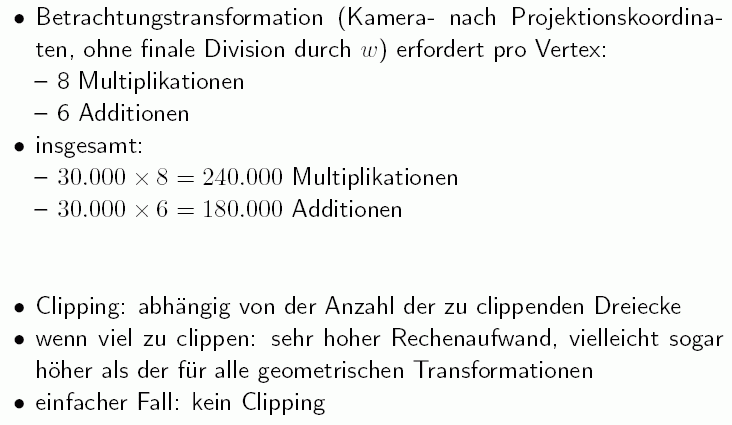 • Betrachtungstransformation (Kamera- nach Projektionskoordina-
ten, ohne finale Division durch w) erfordert pro Vertex:
– 8 Multiplikationen
– 6 Additionen
• insgesamt:
– 30.000 × 8 = 240.000 Multiplikationen
– 30.000 × 6 = 180.000 Additionen
• Clipping: abhängig von der Anzahl der zu clippenden Dreiecke
• wenn viel zu clippen: sehr hoher Rechenaufwand, vielleicht sogar
höher als der für alle geometrischen Transformationen
• einfacher Fall: kein Clipping